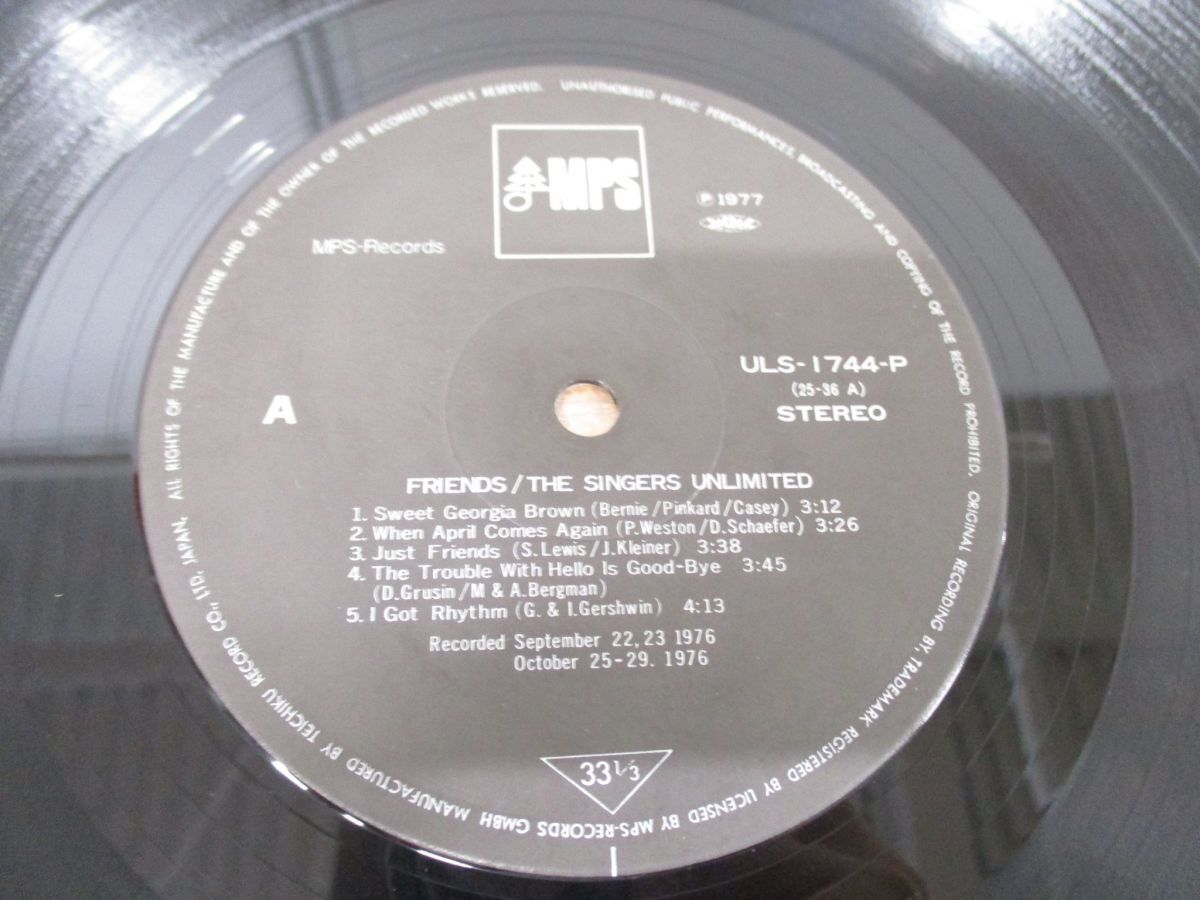 MPS
MPS-Records
℗ 1977
ULS-1744-P
(25-36 A)
STEREO
A
FRIENDS/THE SINGERS UNLIMITED
1. Sweet Georgia Brown (Bernie/Pinkard/Casey) 3:12
2. When April Comes Again (P.Weston/D.Schaefer) 3:26
3. Just Friends (S.Lewis/J.Kleiner) 3:38
4. The Trouble With Hello Is Good-Bye 3:45
(D.Grusin/M & A.Bergman)
5. I Got Rhythm (G. & I.Gershwin) 4:13
Recorded September 22,23 1976
October 25-29. 1976
33 1/3
MANUFACTURED BY TEICHIKU RECORD CO., LTD, JAPAN, ALL RIGHTS OF THE MANUFACTURE AND OF THE OWNER OF THE RECORDED WORKS RESERVED. UNAUTHORISED PUBLIC PERFORMANCES, BROADCASTING AND COPYING OF THE RECORD PROHIBITED. ORIGINAL RECORDING BY, TRADEMARK REGISTERED BY LICENSED BY MPS-RECORDS GMBH